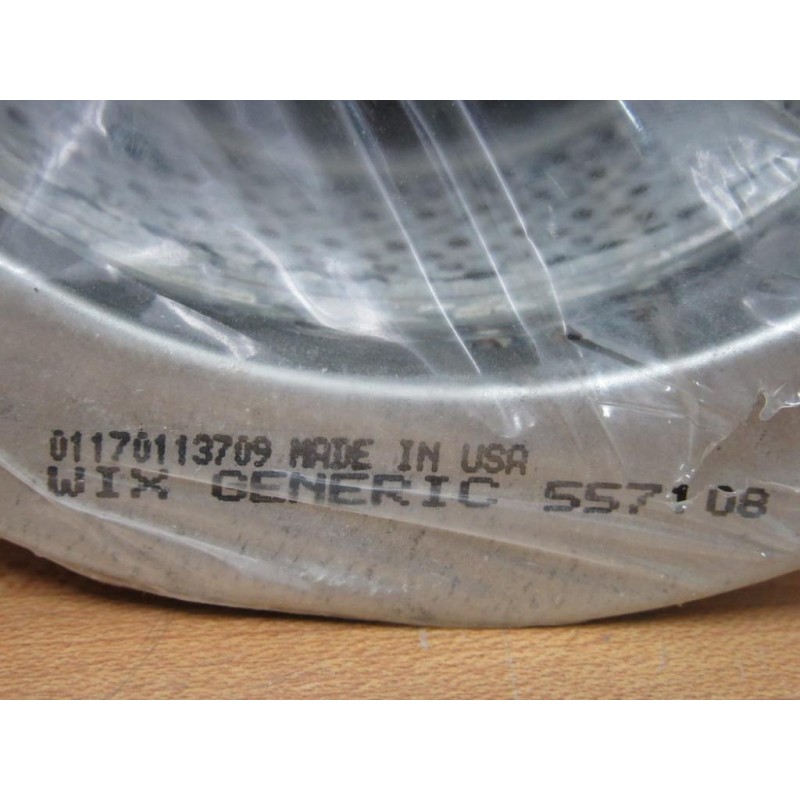 01170113709 MADE IN USA
WIX GENERIC 557108